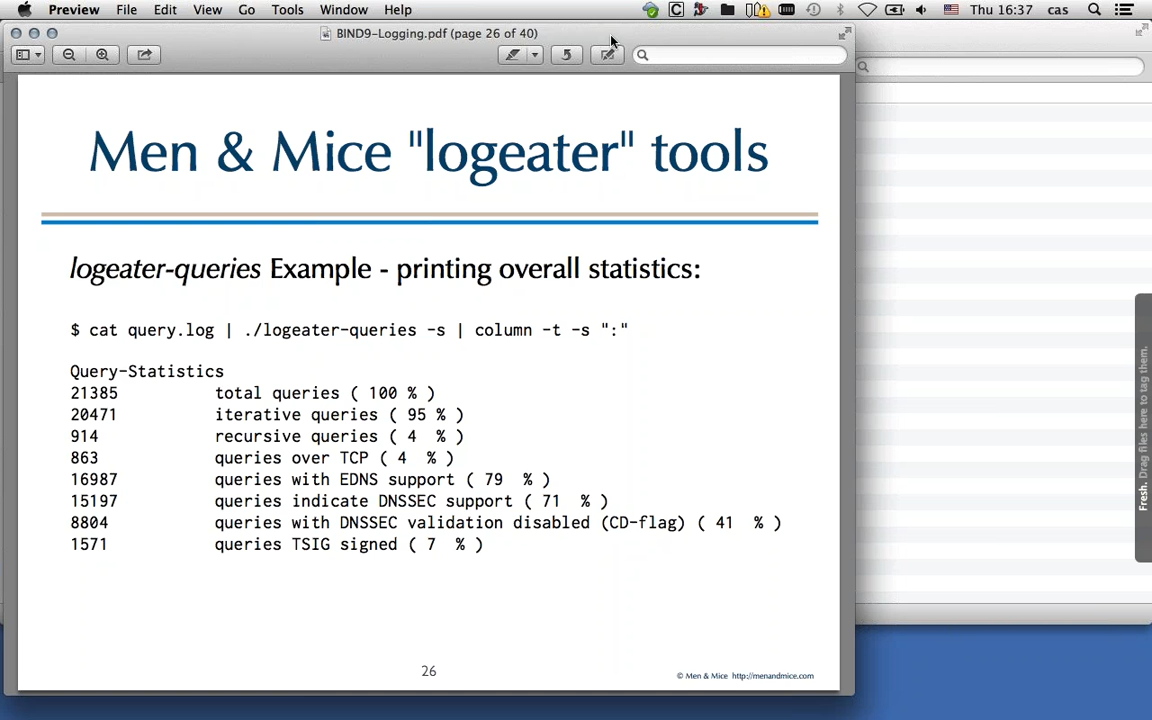 Preview File Edit View Go Tools Window Help Thu 16:37 cas
BIND9-Logging.pdf (page 26 of 40)
Men & Mice "logeater" tools
logeater-queries Example - printing overall statistics:
$ cat query.log | ./logeater-queries -s | column -t -s ":"
Query-Statistics
21385 total queries ( 100 % )
20471 iterative queries ( 95 % )
914 recursive queries ( 4 % )
863 queries over TCP ( 4 % )
16987 queries with EDNS support ( 79 % )
15197 queries indicate DNSSEC support ( 71 % )
8804 queries with DNSSEC validation disabled (CD-flag) ( 41 % )
1571 queries TSIG signed ( 7 % )
26
© Men & Mice http://menandmice.com
Fresh. Drag files here to tag them.